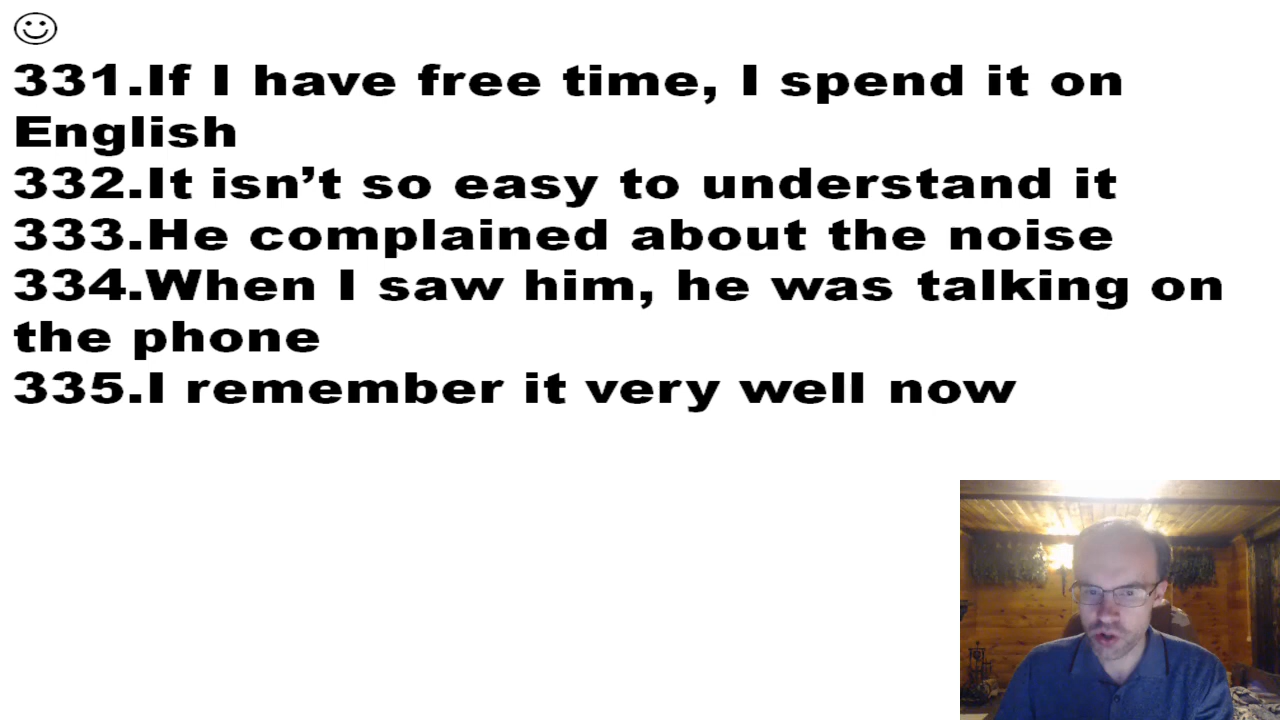 331.If I have free time, I spend it on
English
332.It isn’t so easy to understand it
333.He complained about the noise
334.When I saw him, he was talking on
the phone
335.I remember it very well now